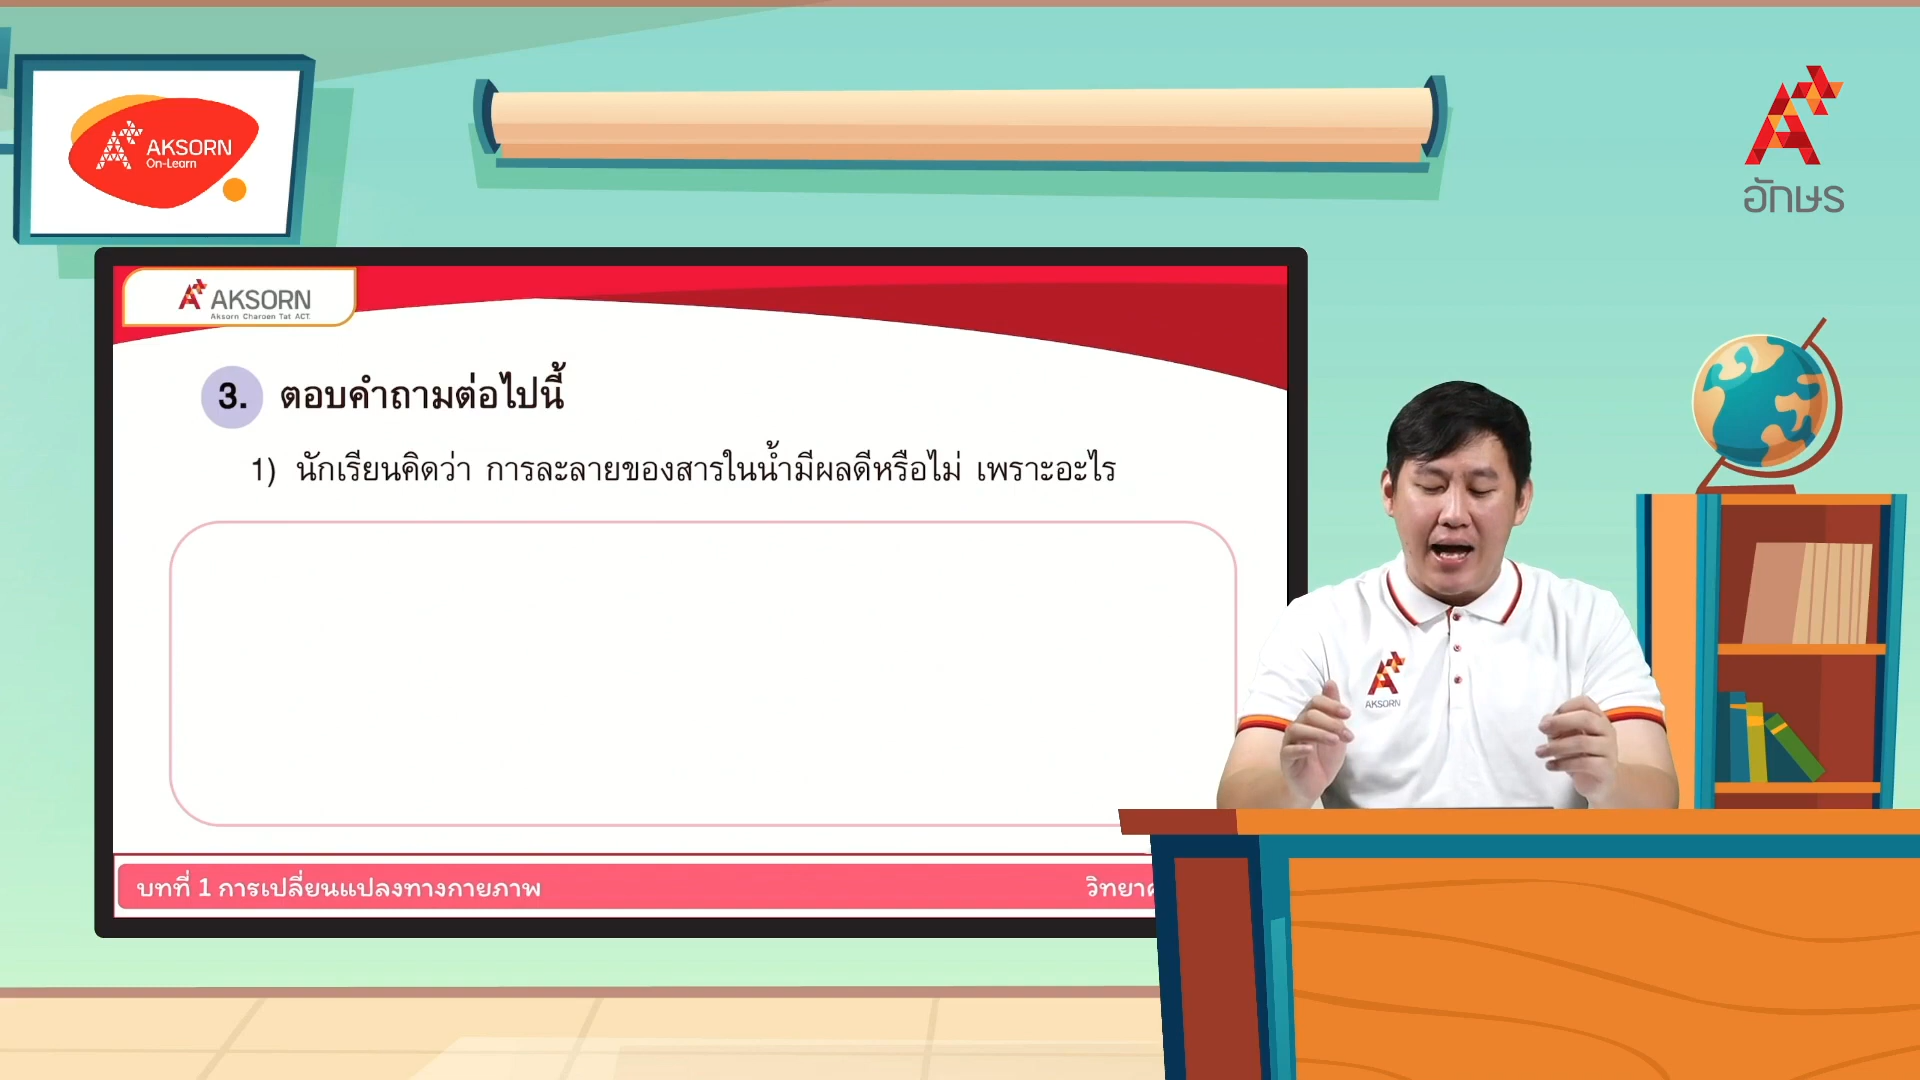 AKSORN
On-Learn
อักษร
AKSORN
Aksorn Charoen Tat ACT.
3. ตอบคำถามต่อไปนี้
1) นักเรียนคิดว่า การละลายของสารในน้ำมีผลดีหรือไม่ เพราะอะไร
AKSORN
บทที่ 1 การเปลี่ยนแปลงทางกายภาพ